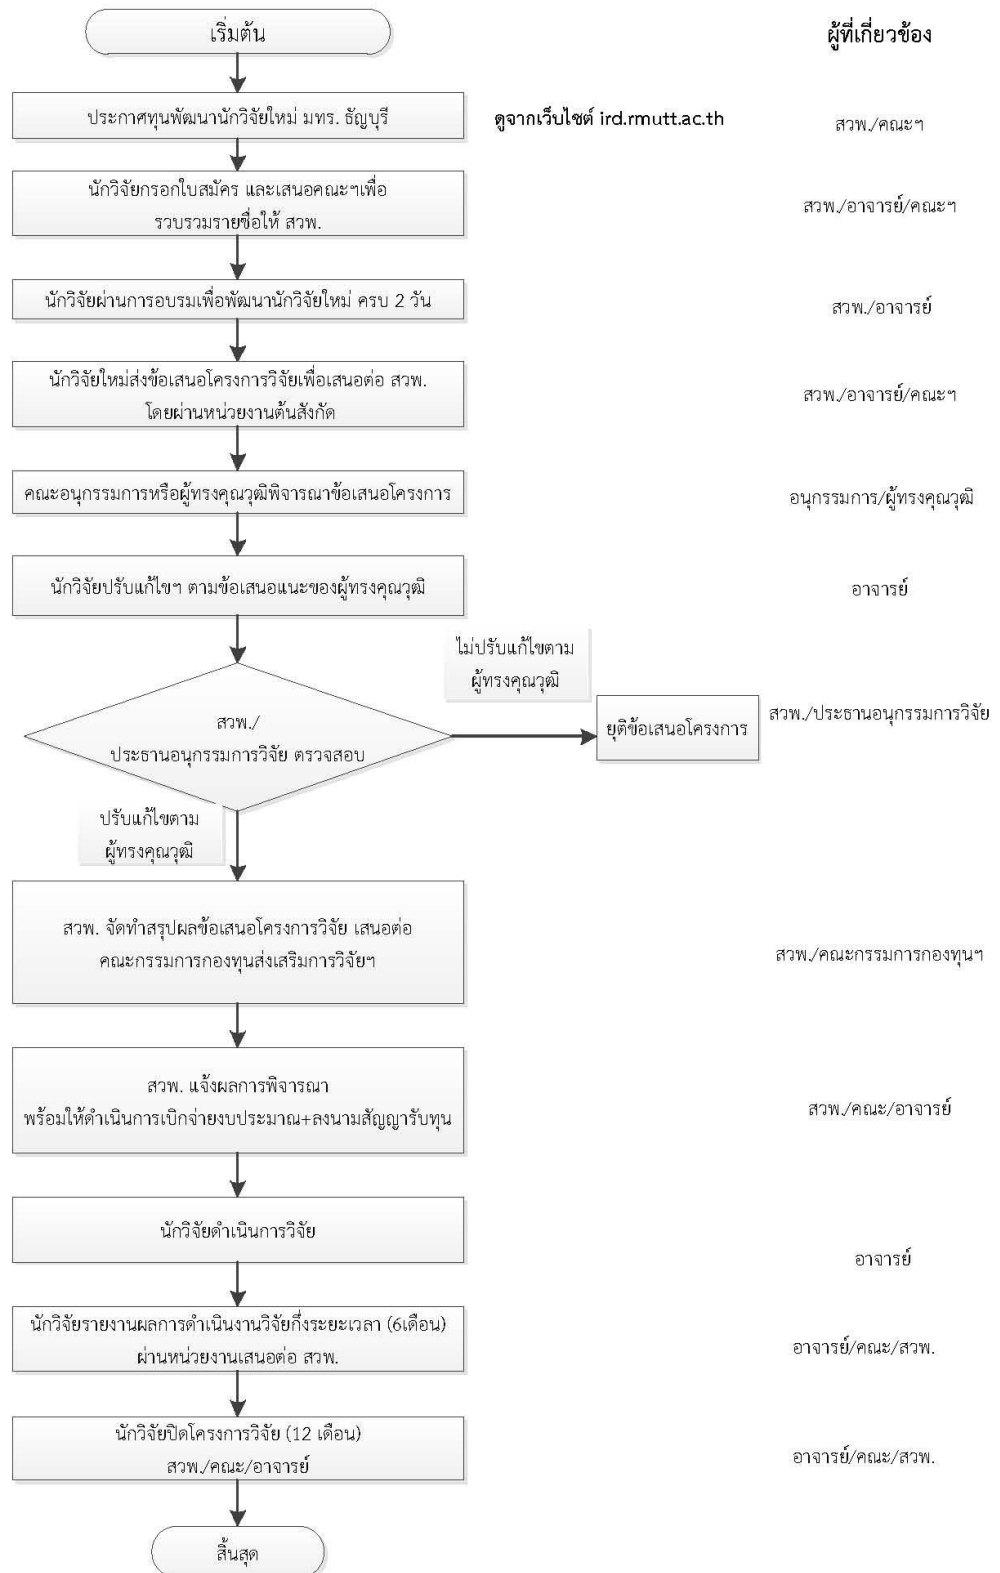 เริ่มต้น
ผู้ที่เกี่ยวข้อง
ประกาศทุนพัฒนานักวิจัยใหม่ มทร. ธัญบุรี
ดูจากเว็บไซต์ ird.rmutt.ac.th
สวพ./คณะฯ
นักวิจัยกรอกใบสมัคร และเสนอคณะฯเพื่อ
รวบรวมรายชื่อให้ สวพ.
สวพ./อาจารย์/คณะฯ
นักวิจัยผ่านการอบรมเพื่อพัฒนานักวิจัยใหม่ ครบ 2 วัน
สวพ./อาจารย์
นักวิจัยใหม่ส่งข้อเสนอโครงการวิจัยเพื่อเสนอต่อ สวพ.
โดยผ่านหน่วยงานต้นสังกัด
สวพ./อาจารย์/คณะฯ
คณะอนุกรรมการหรือผู้ทรงคุณวุฒิพิจารณาข้อเสนอโครงการ
อนุกรรมการ/ผู้ทรงคุณวุฒิ
นักวิจัยปรับแก้ไขฯ ตามข้อเสนอแนะของผู้ทรงคุณวุฒิ
อาจารย์
ไม่ปรับแก้ไขตาม
ผู้ทรงคุณวุฒิ
สวพ./
ประธานอนุกรรมการวิจัย ตรวจสอบ
ยุติข้อเสนอโครงการ
สวพ./ประธานอนุกรรมการวิจัย
ปรับแก้ไขตาม
ผู้ทรงคุณวุฒิ
สวพ. จัดทำสรุปผลข้อเสนอโครงการวิจัย เสนอต่อ
คณะกรรมการกองทุนส่งเสริมการวิจัยฯ
สวพ./คณะกรรมการกองทุนฯ
สวพ. แจ้งผลการพิจารณา
พร้อมให้ดำเนินการเบิกจ่ายงบประมาณ+ลงนามสัญญารับทุน
สวพ./คณะ/อาจารย์
นักวิจัยดำเนินการวิจัย
อาจารย์
นักวิจัยรายงานผลการดำเนินงานวิจัยกึ่งระยะเวลา (6เดือน)
ผ่านหน่วยงานเสนอต่อ สวพ.
อาจารย์/คณะ/สวพ.
นักวิจัยปิดโครงการวิจัย (12 เดือน)
สวพ./คณะ/อาจารย์
อาจารย์/คณะ/สวพ.
สิ้นสุด